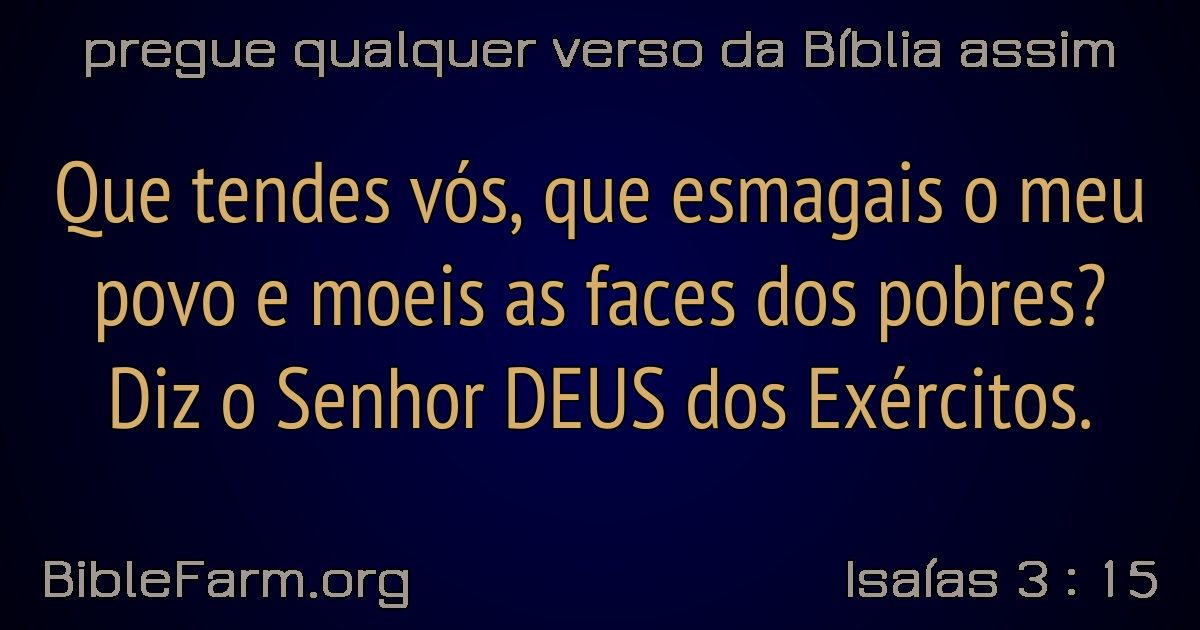 pregue qualquer verso da Bíblia assim
Que tendes vós, que esmagais o meu
povo e moeis as faces dos pobres?
Diz o Senhor DEUS dos Exércitos.
BibleFarm.org
Isaías 3 : 15